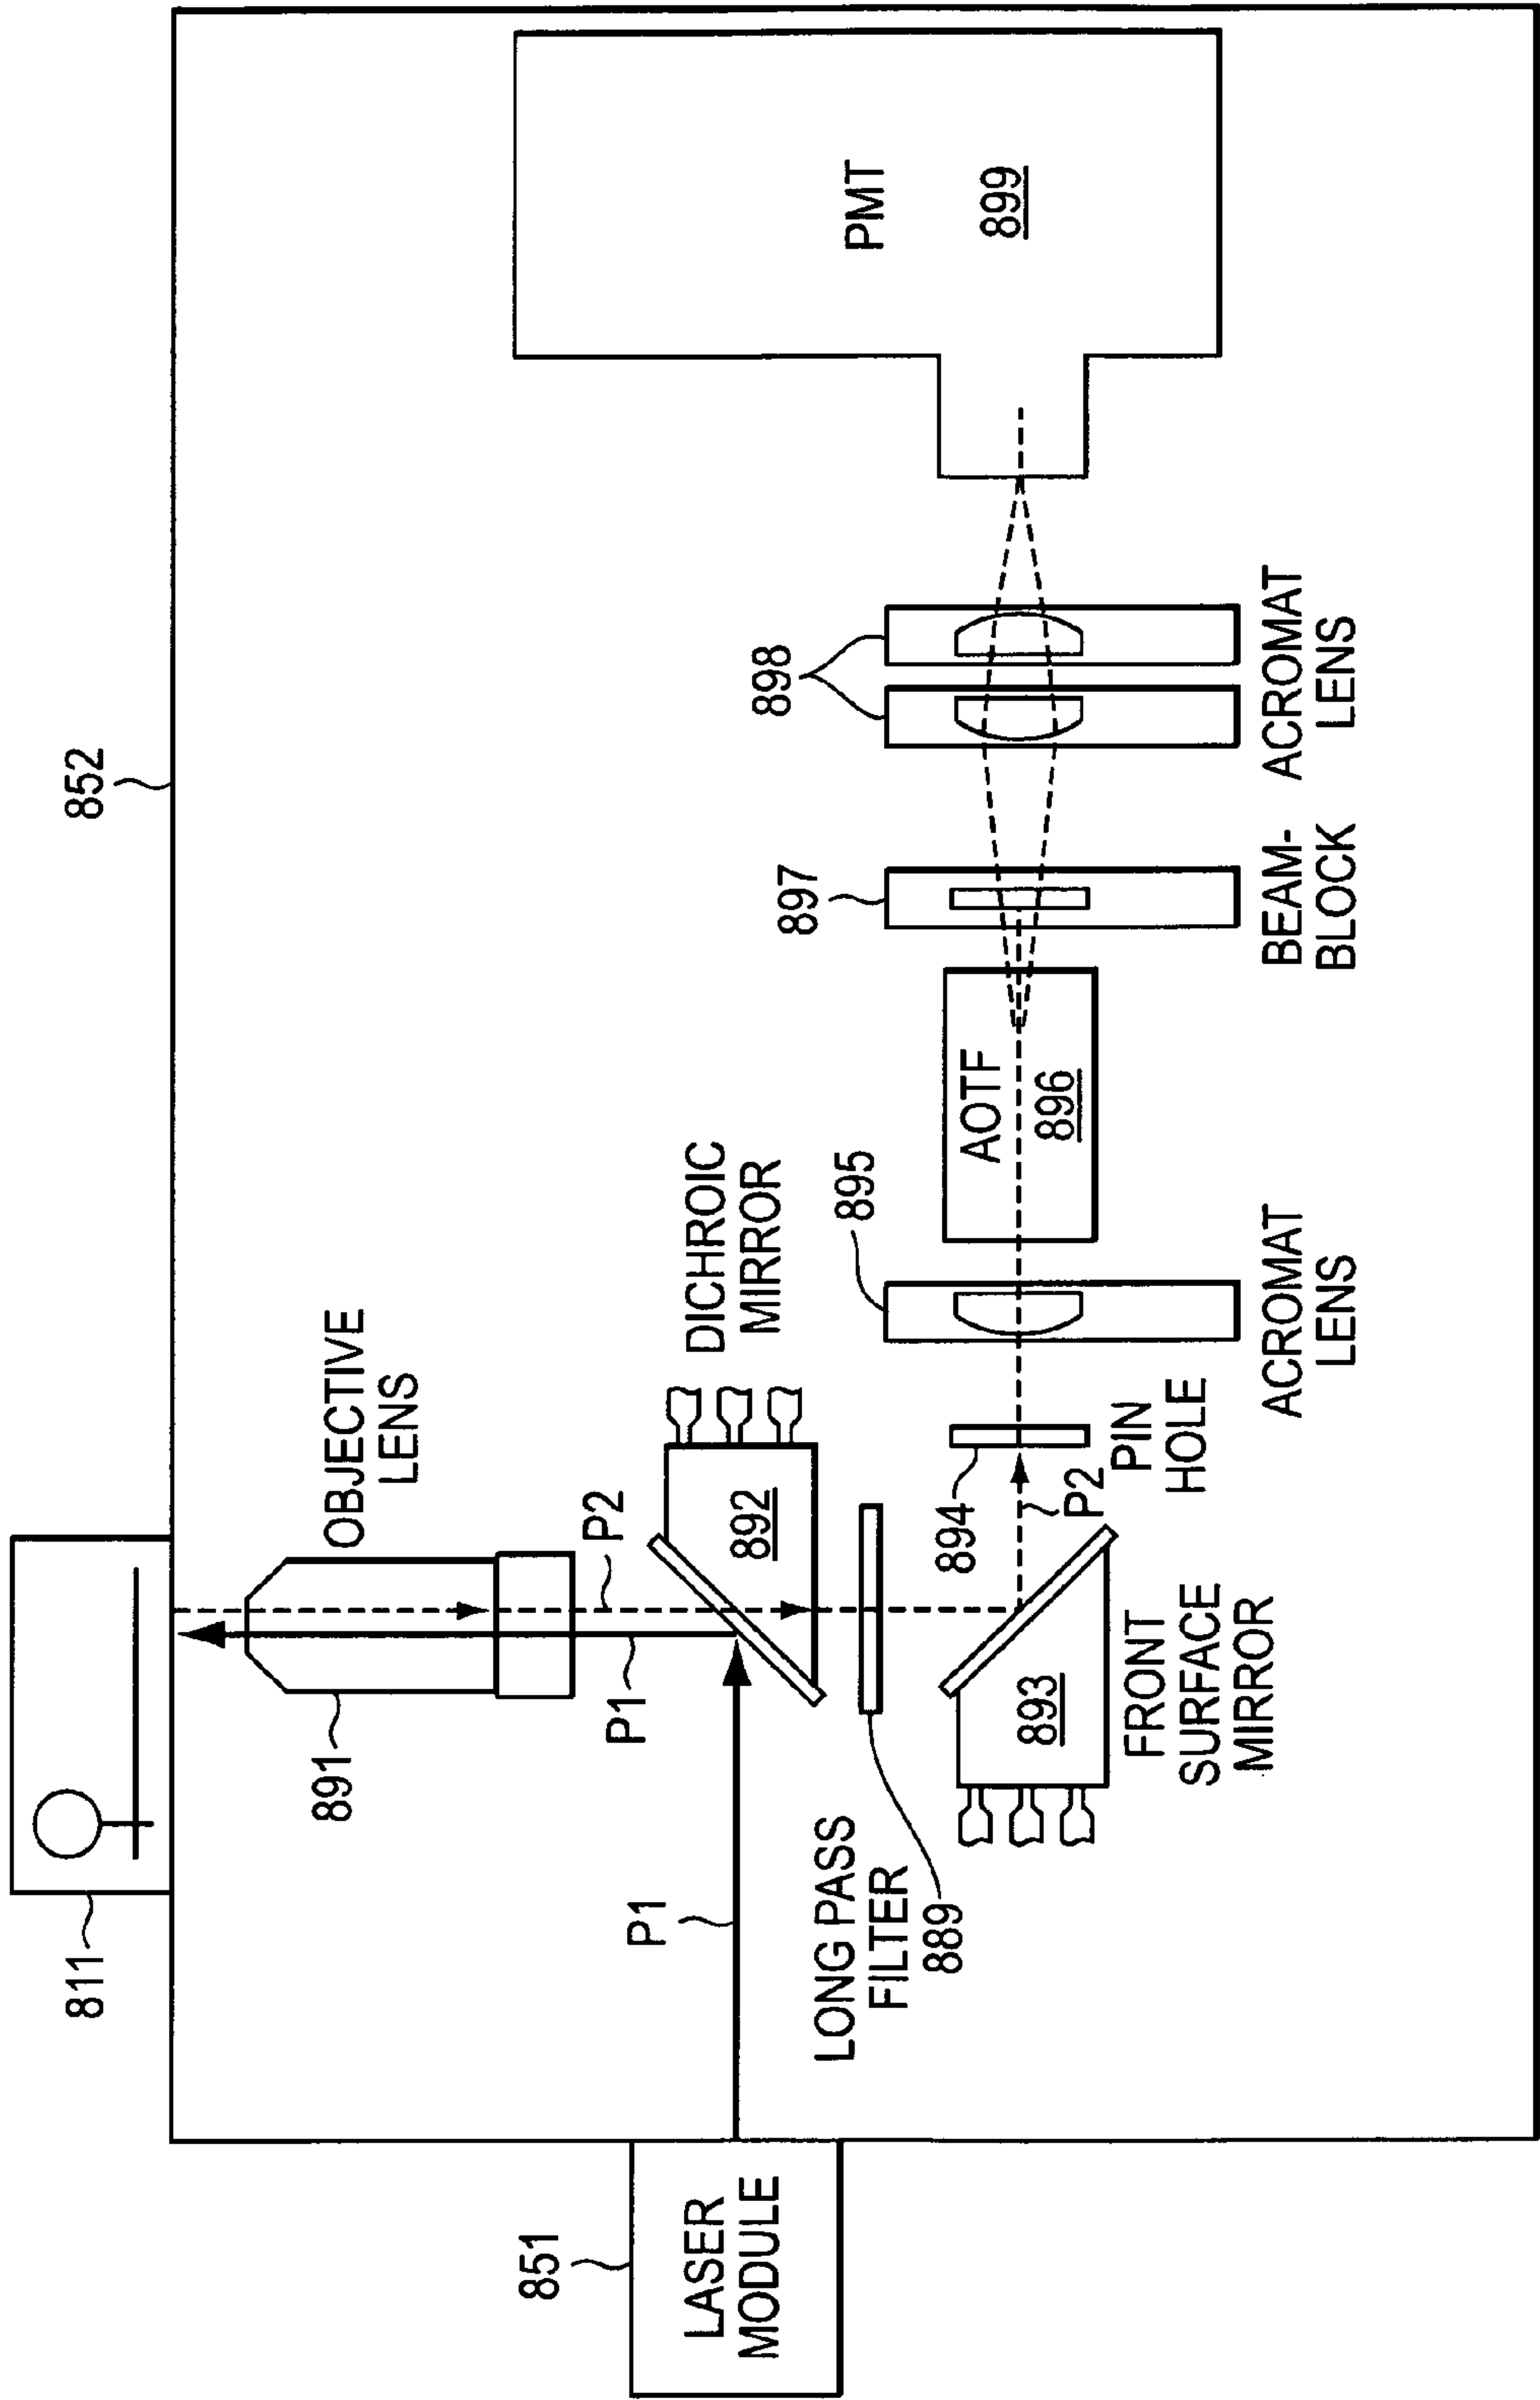 811
852
OBJECTIVE
LENS
891
P1
P2
DICHROIC
MIRROR
892
P1
851
LASER
MODULE
LONG PASS
FILTER
889
893
FRONT
SURFACE
MIRROR
894
P2
PIN
HOLE
895
ACROMAT
LENS
AOTF
896
897
BEAM-
BLOCK
898
ACROMAT
LENS
PMT
899